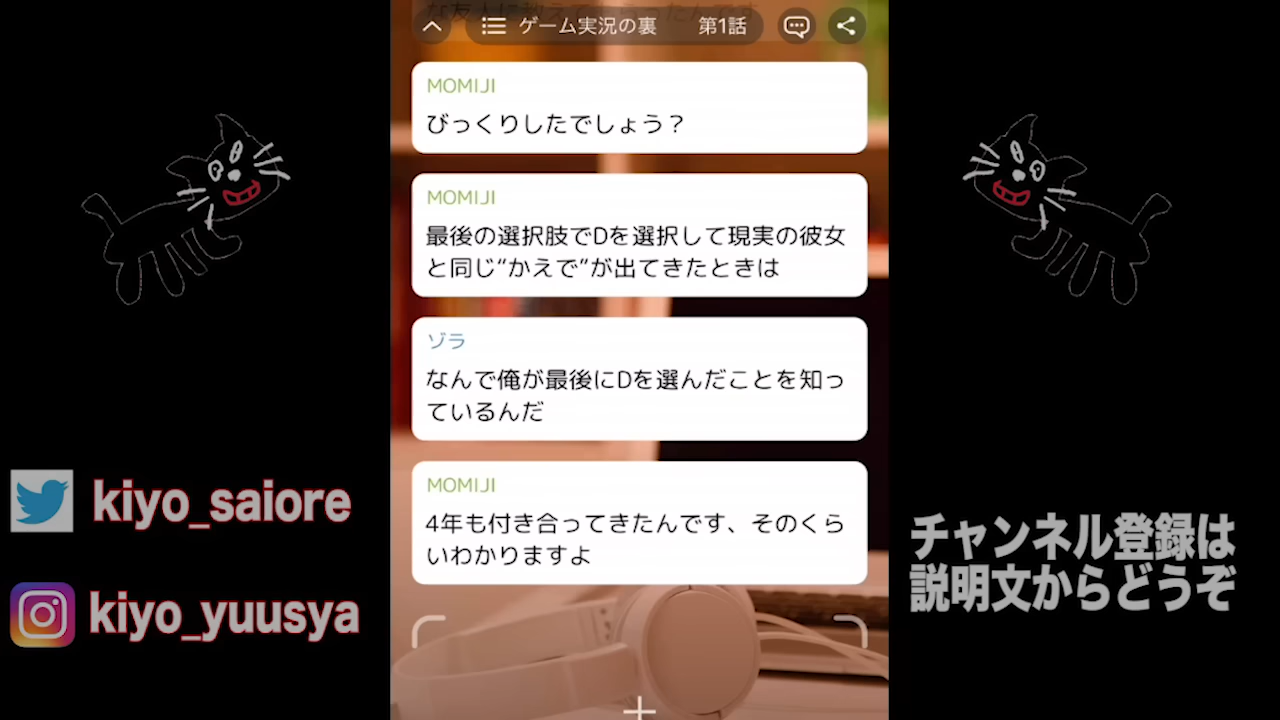 ゲーム実況の裏 第1話
MOMIJI
びっくりしたでしょう？
MOMIJI
最後の選択肢でDを選択して現実の彼女
と同じ"かえで"が出てきたときは
ゾラ
なんで俺が最後にDを選んだことを知っ
ているんだ
MOMIJI
4年も付き合ってきたんです、そのくら
いわかりますよ
kiyo_saiore
kiyo_yuusya
チャンネル登録は
説明文からどうぞ